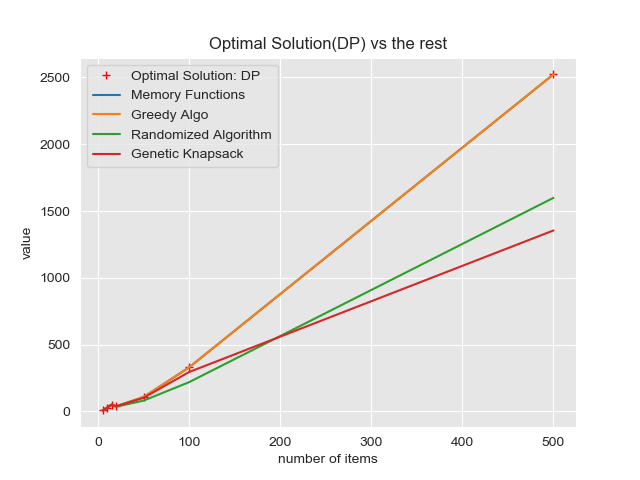 Optimal Solution(DP) vs the rest
Optimal Solution: DP
Memory Functions
Greedy Algo
Randomized Algorithm
Genetic Knapsack
2500
2000
1500
1000
500
0
value
0 100 200 300 400 500
number of items